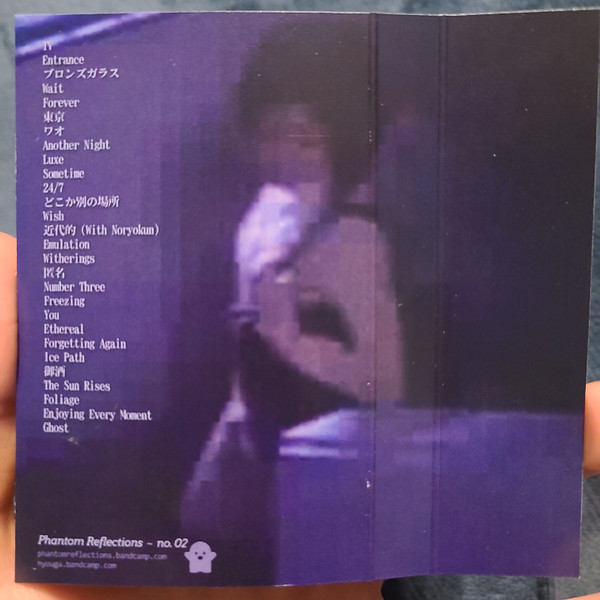 IV
Entrance
ブロンズガラス
Wait
Forever
東京
ワオ
Another Night
Luxe
Sometime
24/7
どこか別の場所
Wish
近代的 (With Noryokun)
Emulation
Witherings
匿名
Number Three
Freezing
You
Ethereal
Forgetting Again
Ice Path
御酒
The Sun Rises
Foliage
Enjoying Every Moment
Ghost
Phantom Reflections ~ no. 02
phantomreflections.bandcamp.com
hyouga.bandcamp.com